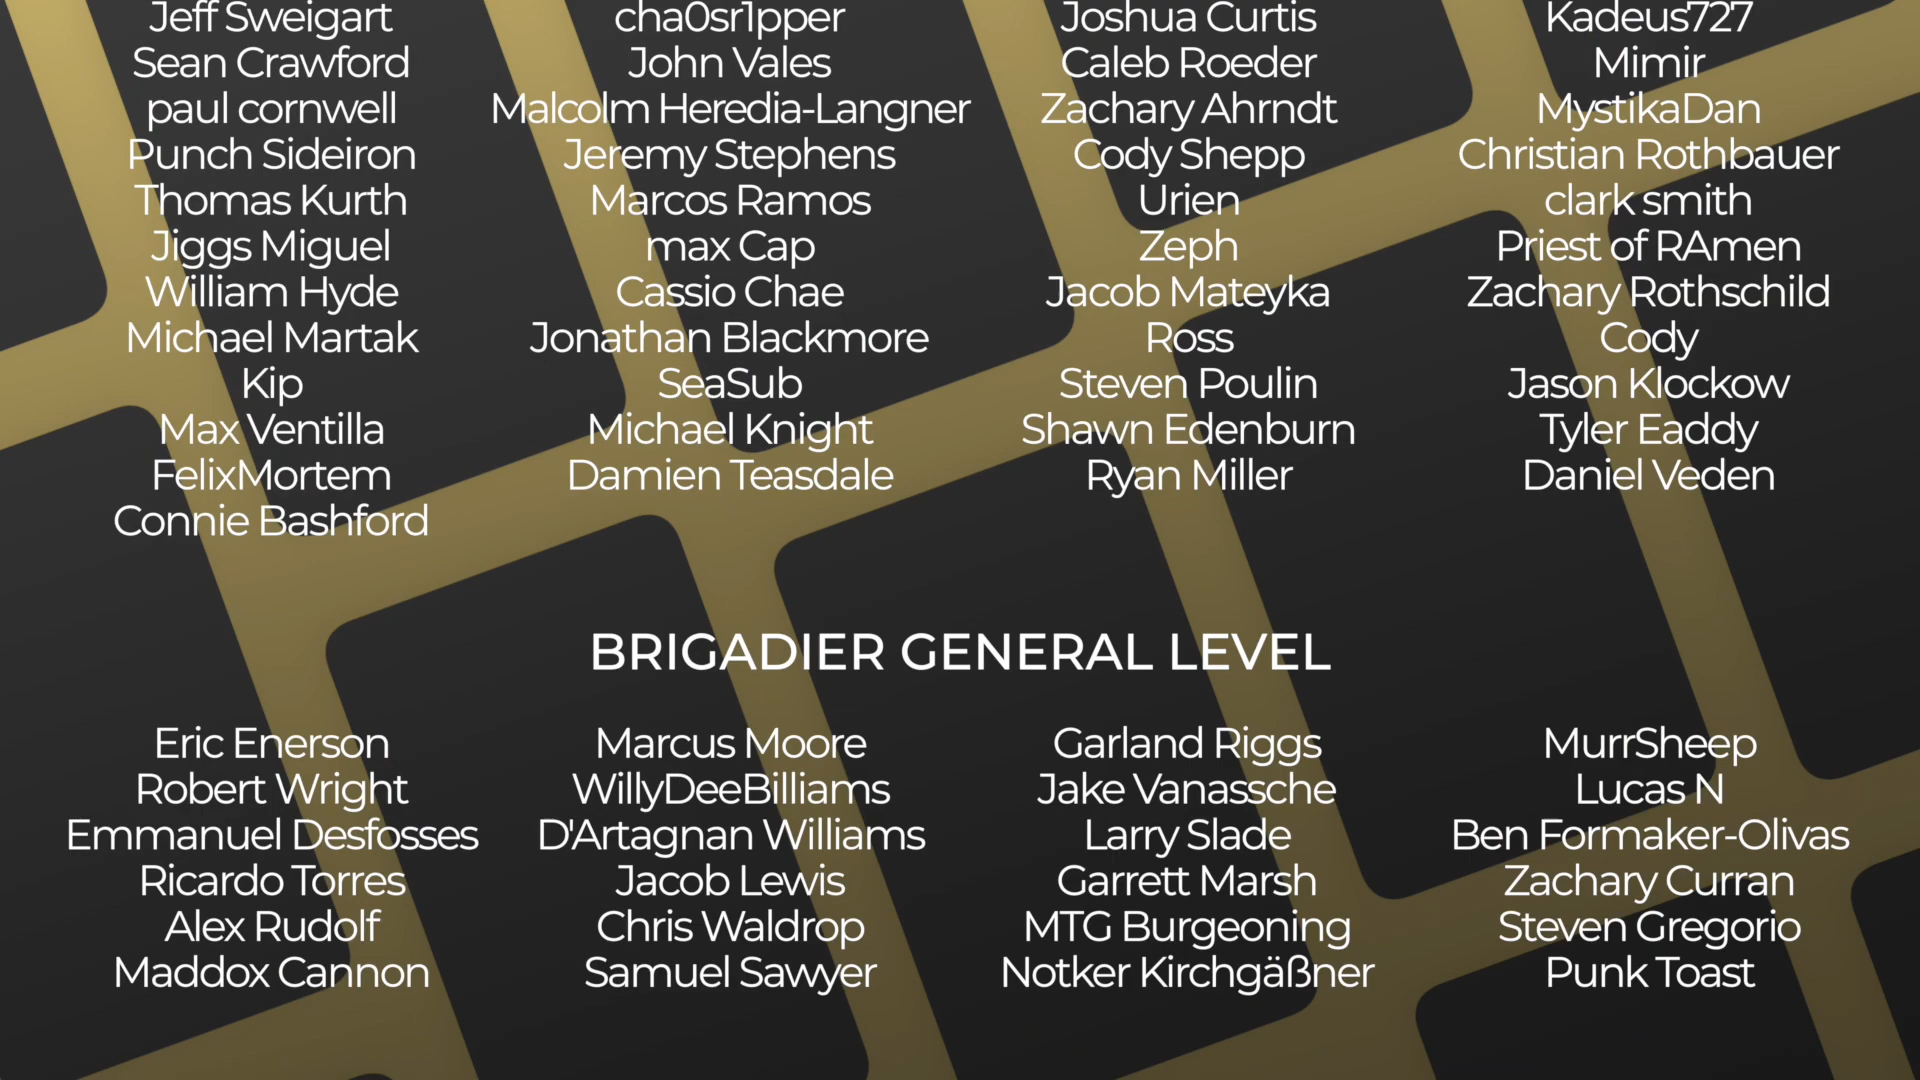 Jeff Sweigart
Sean Crawford
paul cornwell
Punch Sideiron
Thomas Kurth
Jiggs Miguel
William Hyde
Michael Martak
Kip
Max Ventilla
FelixMortem
Connie Bashford
cha0sr1pper
John Vales
Malcolm Heredia-Langner
Jeremy Stephens
Marcos Ramos
max Cap
Cassio Chae
Jonathan Blackmore
SeaSub
Michael Knight
Damien Teasdale
Joshua Curtis
Caleb Roeder
Zachary Ahrndt
Cody Shepp
Urien
Zeph
Jacob Mateyka
Ross
Steven Poulin
Shawn Edenburn
Ryan Miller
Kadeus727
Mimir
MystikaDan
Christian Rothbauer
clark smith
Priest of RAmen
Zachary Rothschild
Cody
Jason Klockow
Tyler Eaddy
Daniel Veden
BRIGADIER GENERAL LEVEL
Eric Enerson
Robert Wright
Emmanuel Desfosses
Ricardo Torres
Alex Rudolf
Maddox Cannon
Marcus Moore
WillyDeeBilliams
D'Artagnan Williams
Jacob Lewis
Chris Waldrop
Samuel Sawyer
Garland Riggs
Jake Vanassche
Larry Slade
Garrett Marsh
MTG Burgeoning
Notker Kirchgäßner
MurrSheep
Lucas N
Ben Formaker-Olivas
Zachary Curran
Steven Gregorio
Punk Toast